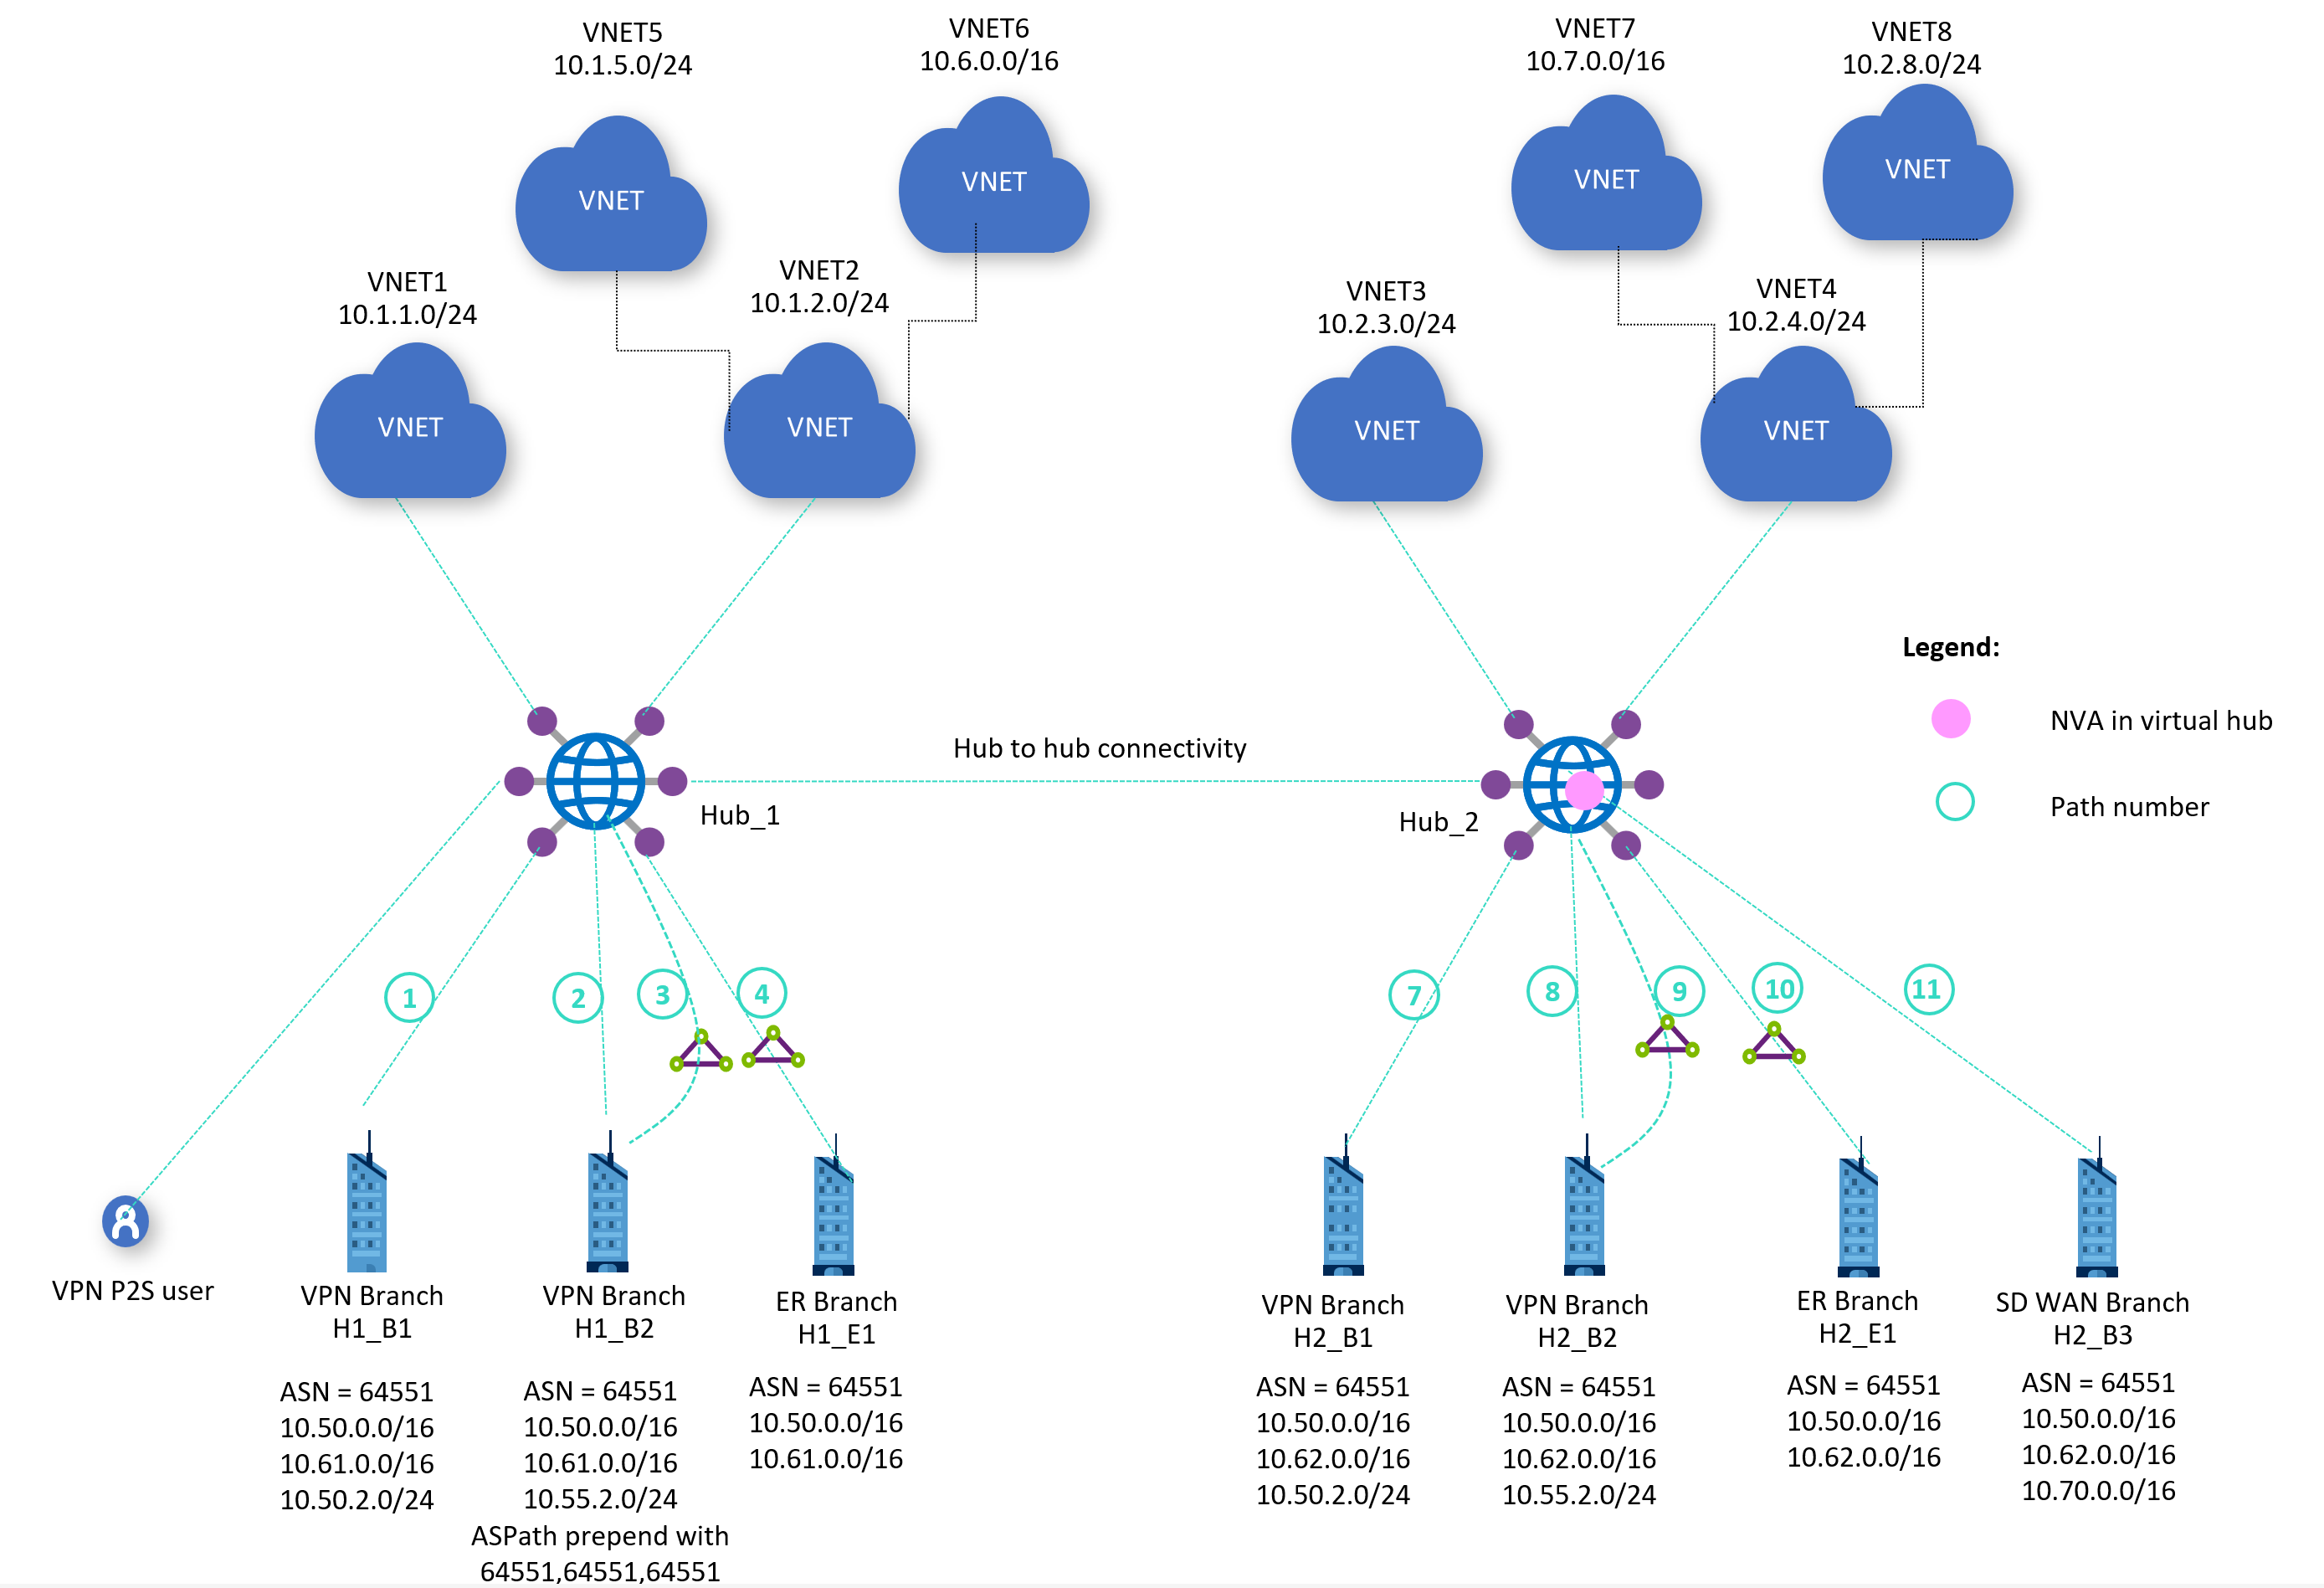 VNET5
10.1.5.0/24
VNET6
10.6.0.0/16
VNET7
10.7.0.0/16
VNET8
10.2.8.0/24
VNET
VNET
VNET
VNET
VNET1
10.1.1.0/24
VNET2
10.1.2.0/24
VNET3
10.2.3.0/24
VNET4
10.2.4.0/24
VNET
VNET
VNET
VNET
Legend:
NVA in virtual hub
Path number
Hub to hub connectivity
Hub_1
Hub_2
1
2
3
4
7
8
9
10
11
VPN P2S user
VPN Branch
H1_B1
ASN = 64551
10.50.0.0/16
10.61.0.0/16
10.50.2.0/24
VPN Branch
H1_B2
ASN = 64551
10.50.0.0/16
10.61.0.0/16
10.55.2.0/24
ASPath prepend with
64551,64551,64551
ER Branch
H1_E1
ASN = 64551
10.50.0.0/16
10.61.0.0/16
VPN Branch
H2_B1
ASN = 64551
10.50.0.0/16
10.62.0.0/16
10.50.2.0/24
VPN Branch
H2_B2
ASN = 64551
10.50.0.0/16
10.62.0.0/16
10.55.2.0/24
ER Branch
H2_E1
ASN = 64551
10.50.0.0/16
10.62.0.0/16
SD WAN Branch
H2_B3
ASN = 64551
10.50.0.0/16
10.62.0.0/16
10.70.0.0/16